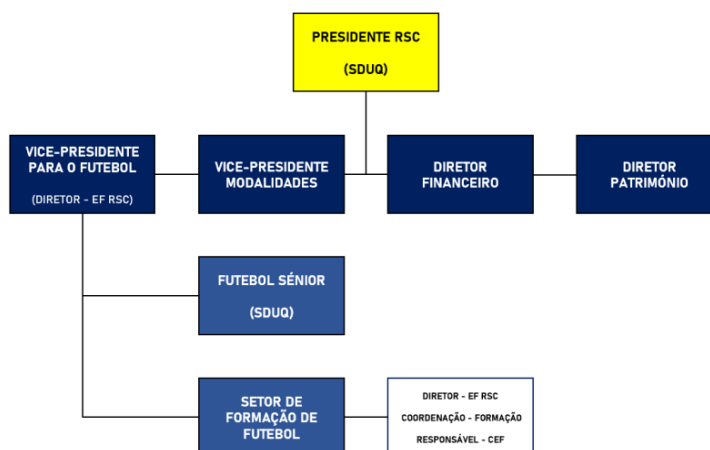 PRESIDENTE RSC
(SDUQ)
VICE-PRESIDENTE
PARA O FUTEBOL
(DIRETOR - EF RSC)
VICE-PRESIDENTE
MODALIDADES
DIRETOR
FINANCEIRO
DIRETOR
PATRIMÓNIO
FUTEBOL SÉNIOR
(SDUQ)
SETOR DE
FORMAÇÃO DE
FUTEBOL
DIRETOR - EF RSC
COORDENAÇÃO - FORMAÇÃO
RESPONSÁVEL - CEF